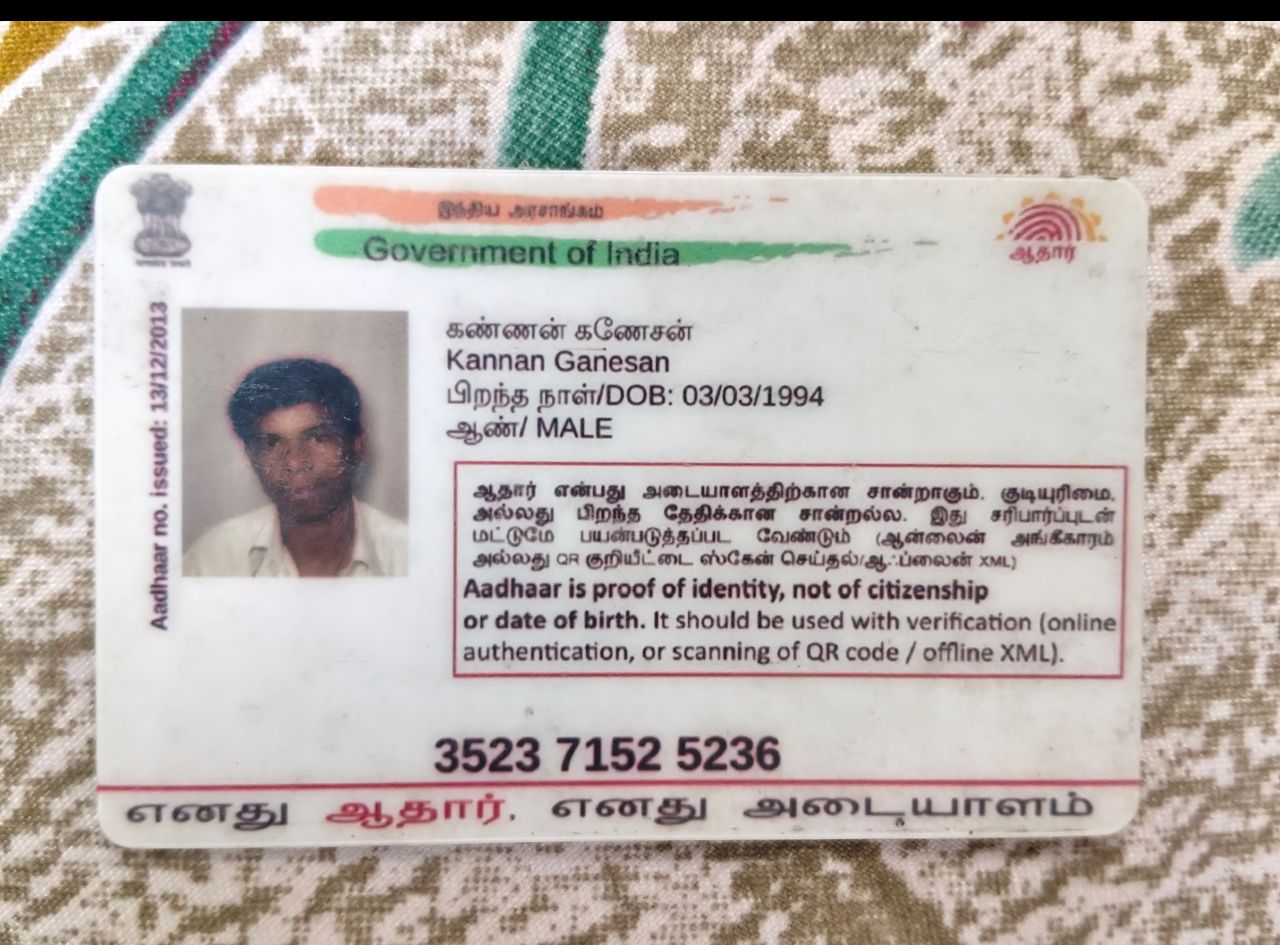 இந்திய அரசாங்கம்
Government of India
ஆதார்
Aadhaar no. issued: 13/12/2013
கண்ணன் கணேசன்
Kannan Ganesan
பிறந்த நாள்/DOB: 03/03/1994
ஆண்/ MALE
ஆதார் என்பது அடையாளத்திற்கான சான்றாகும். குடியுரிமை.
அல்லது பிறந்த தேதிக்கான சான்றல்ல. இது சரிபார்ப்புடன்
மட்டுமே பயன்படுத்தப்பட வேண்டும் (ஆன்லைன் அங்கீகாரம்
அல்லது QR குறியீட்டை ஸ்கேன் செய்தல்/ஆஃப்லைன் XML)
Aadhaar is proof of identity, not of citizenship
or date of birth. It should be used with verification (online
authentication, or scanning of QR code / offline XML).
3523 7152 5236
எனது ஆதார், எனது அடையாளம்